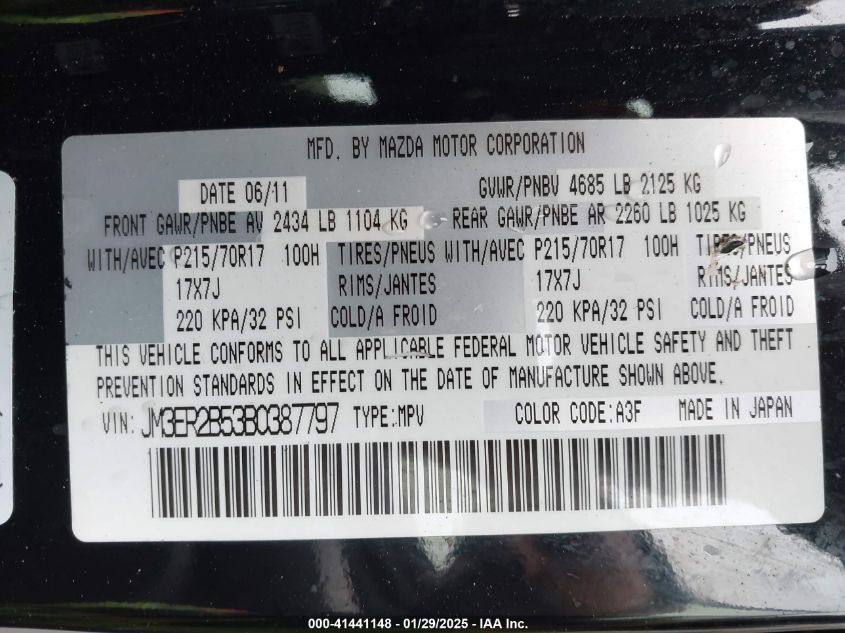 MFD. BY MAZDA MOTOR CORPORATION
DATE 06/11 GVWR/PNBV 4685 LB 2125 KG
FRONT GAWR/PNBE AV 2434 LB 1104 KG REAR GAWR/PNBE AR 2260 LB 1025 KG
WITH/AVEC P215/70R17 100H TIRES/PNEUS WITH/AVEC P215/70R17 100H TIRES/PNEUS
17X7J RIMS/JANTES 17X7J RIMS/JANTES
220 KPA/32 PSI COLD/A FROID 220 KPA/32 PSI COLD/A FROID
THIS VEHICLE CONFORMS TO ALL APPLICABLE FEDERAL MOTOR VEHICLE SAFETY AND THEFT
PREVENTION STANDARDS IN EFFECT ON THE DATE OF MANUFACTURE SHOWN ABOVE.
VIN: JM3ER2B53B0387797 TYPE:MPV COLOR CODE:A3F MADE IN JAPAN
000-41441148 - 01/29/2025 - IAA Inc.